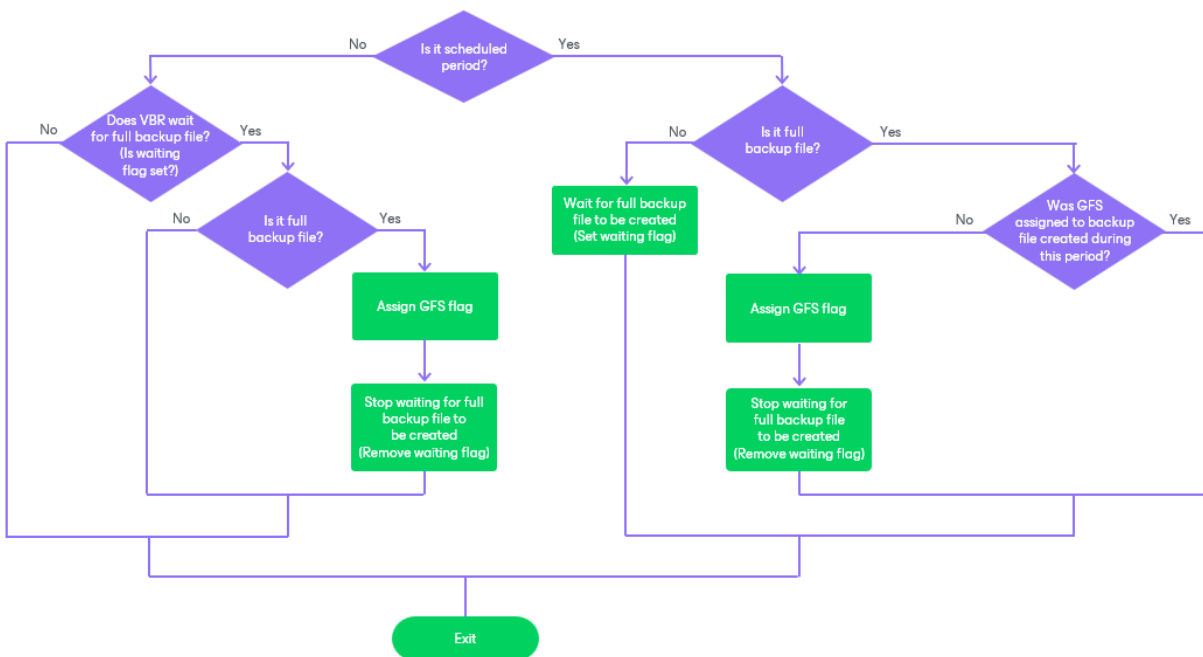 No
Is it scheduled
period?
Yes
No
Does VBR wait
for full backup file?
(Is waiting
flag set?)
Yes
No
Is it full
backup file?
Yes
No
Is it full
backup file?
Yes
Wait for full backup
file to be created
(Set waiting flag)
No
Was GFS
assigned to backup
file created during
this period?
Yes
Assign GFS flag
Assign GFS flag
Stop waiting for full
backup file to
be created
(Remove waiting flag)
Stop waiting for
full backup file
to be created
(Remove waiting flag)
Exit